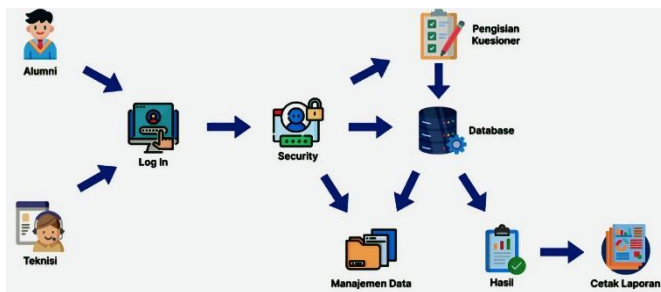 Pengisian
Kuesioner
Alumni
Database
Log In
Security
Teknisi
Manajemen Data
Hasil
Cetak Laporan